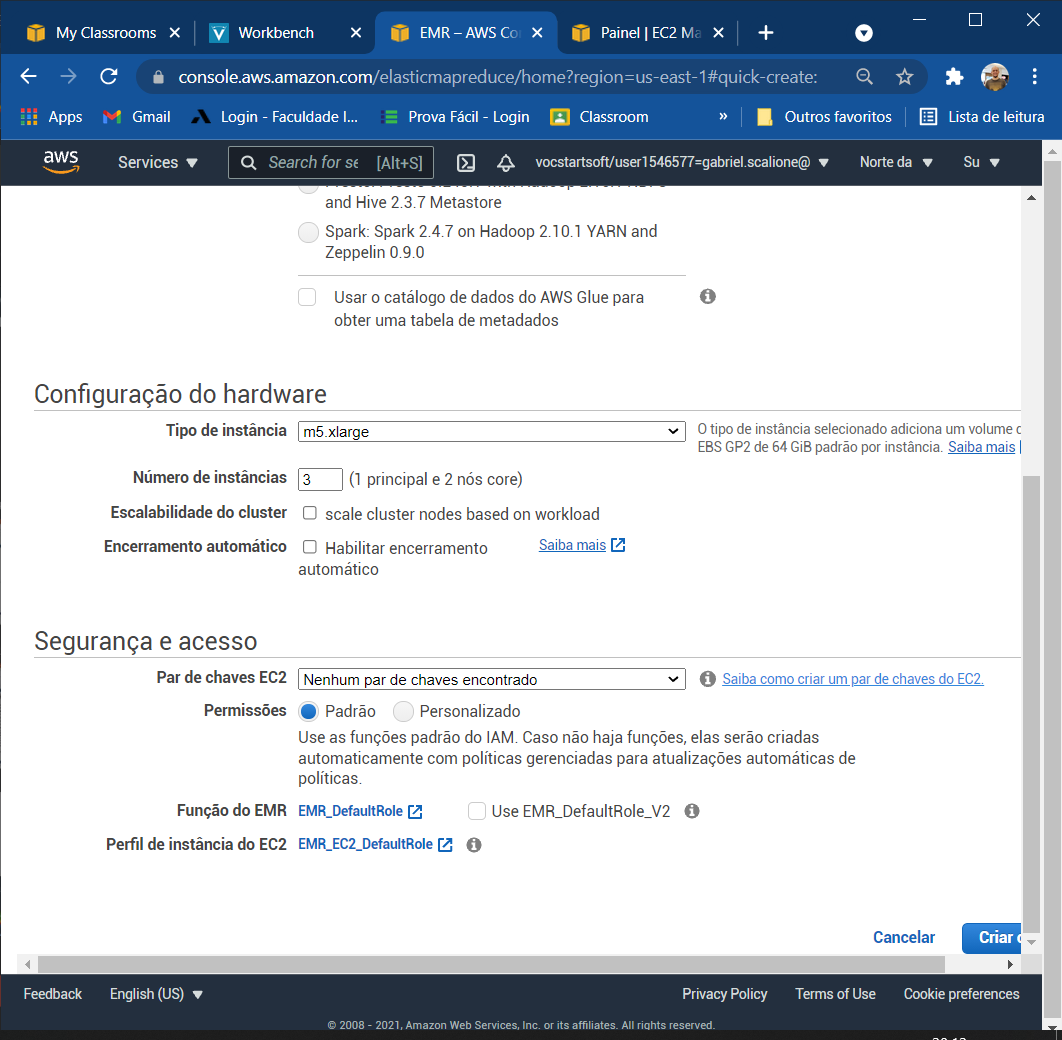 My Classrooms
Workbench
EMR – AWS Co
Painel | EC2 Ma
console.aws.amazon.com/elasticmapreduce/home?region=us-east-1#quick-create:
Apps
Gmail
Login - Faculdade I...
Prova Fácil - Login
Classroom
»
Outros favoritos
Lista de leitura
aws
Services
Search for se
[Alt+S]
vocstartsoft/user1546577=gabriel.scalione@
Norte da
Su
and Hive 2.3.7 Metastore
Spark: Spark 2.4.7 on Hadoop 2.10.1 YARN and
Zeppelin 0.9.0
Usar o catálogo de dados do AWS Glue para
obter uma tabela de metadados
Configuração do hardware
Tipo de instância
m5.xlarge
O tipo de instância selecionado adiciona um volume d
EBS GP2 de 64 GiB padrão por instância. Saiba mais
Número de instâncias
3
(1 principal e 2 nós core)
Escalabilidade do cluster
scale cluster nodes based on workload
Encerramento automático
Habilitar encerramento
automático
Saiba mais
Segurança e acesso
Par de chaves EC2
Nenhum par de chaves encontrado
Saiba como criar um par de chaves do EC2.
Permissões
Padrão
Personalizado
Use as funções padrão do IAM. Caso não haja funções, elas serão criadas
automaticamente com políticas gerenciadas para atualizações automáticas de
políticas.
Função do EMR
EMR_DefaultRole
Use EMR_DefaultRole_V2
Perfil de instância do EC2
EMR_EC2_DefaultRole
Cancelar
Criar c
Feedback
English (US)
Privacy Policy
Terms of Use
Cookie preferences
© 2008 - 2021, Amazon Web Services, Inc. or its affiliates. All rights reserved.